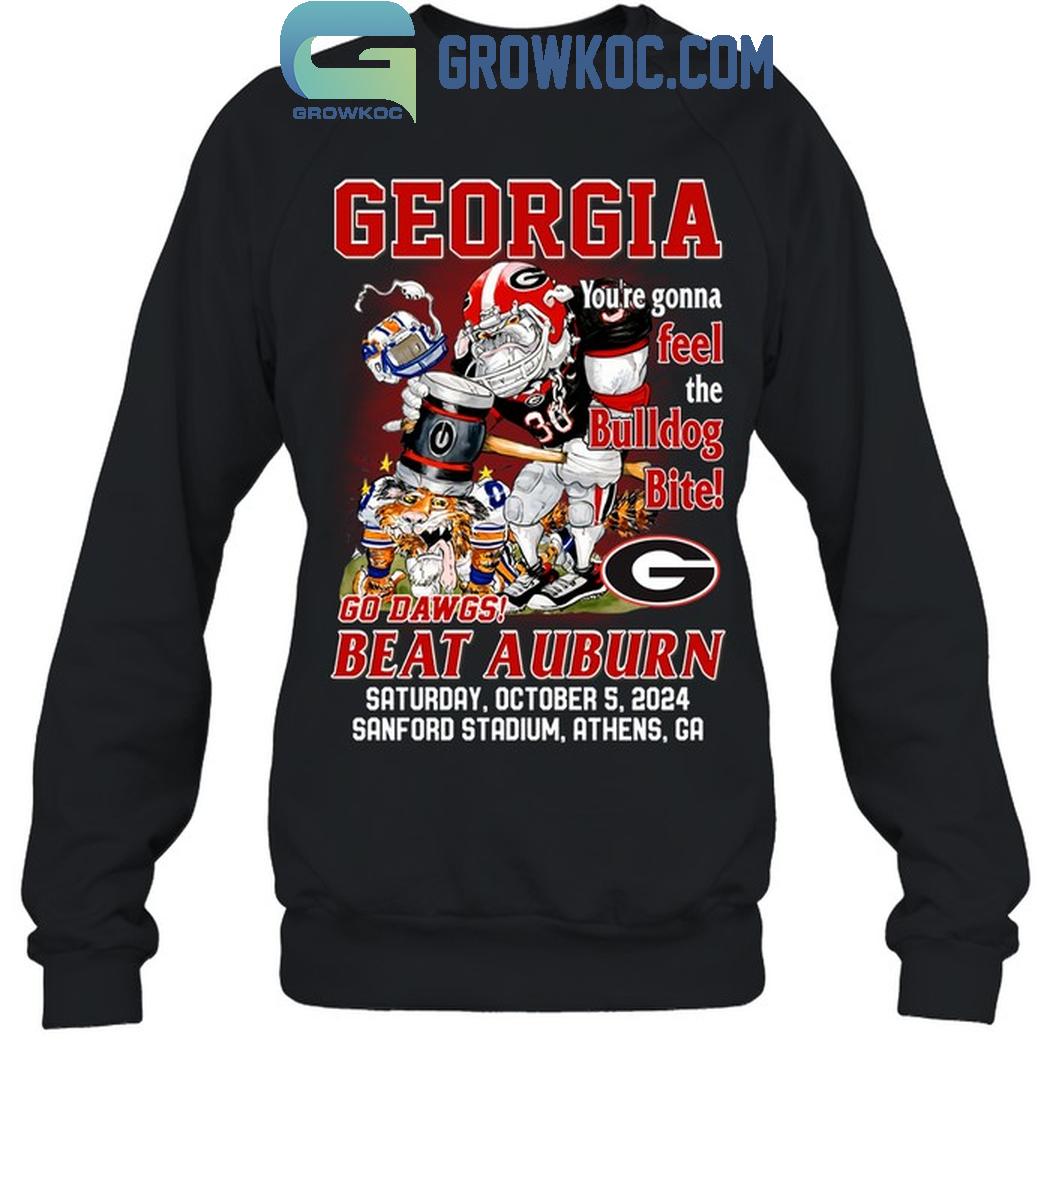 GROWKOC.COM
GROWKOC
GEORGIA
G
You're gonna
feel
the
Bulldog
Bite!
36
G
GO DAWGS!
BEAT AUBURN
SATURDAY, OCTOBER 5, 2024
SANFORD STADIUM, ATHENS, GA